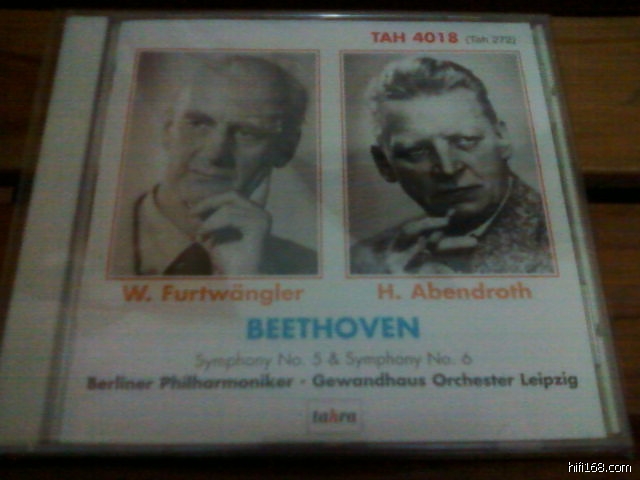 TAH 4018 (Tah 272)
W. Furtwängler
H. Abendroth
BEETHOVEN
Symphony No. 5 & Symphony No. 6
Berliner Philharmoniker · Gewandhaus Orchester Leipzig
tahra
hifi168.com